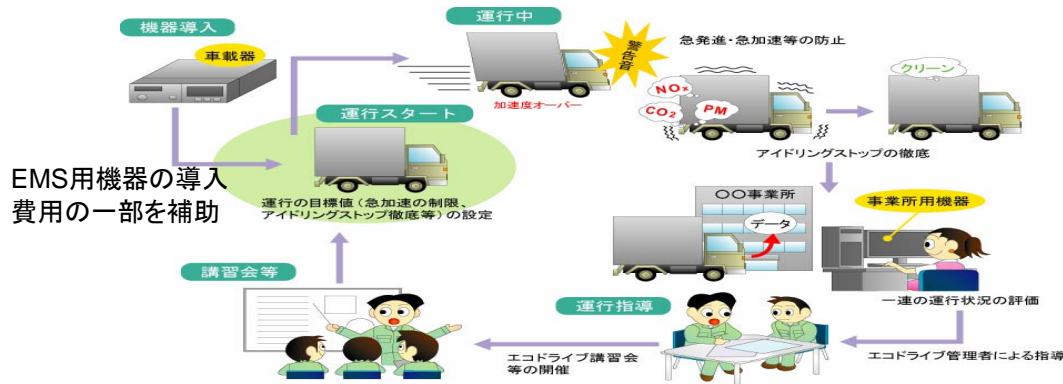 機器導入
車載器
運行中
警告音
加速度オーバー
急発進・急加速等の防止
NOx
CO2
PM
クリーン
アイドリングストップの徹底
運行スタート
運行の目標値（急加速の制限、
アイドリングストップ徹底等）の設定
EMS用機器の導入
費用の一部を補助
〇〇事業所
データ
事業所用機器
一連の運行状況の評価
講習会等
運行指導
エコドライブ講習会
等の開催
エコドライブ管理者による指導